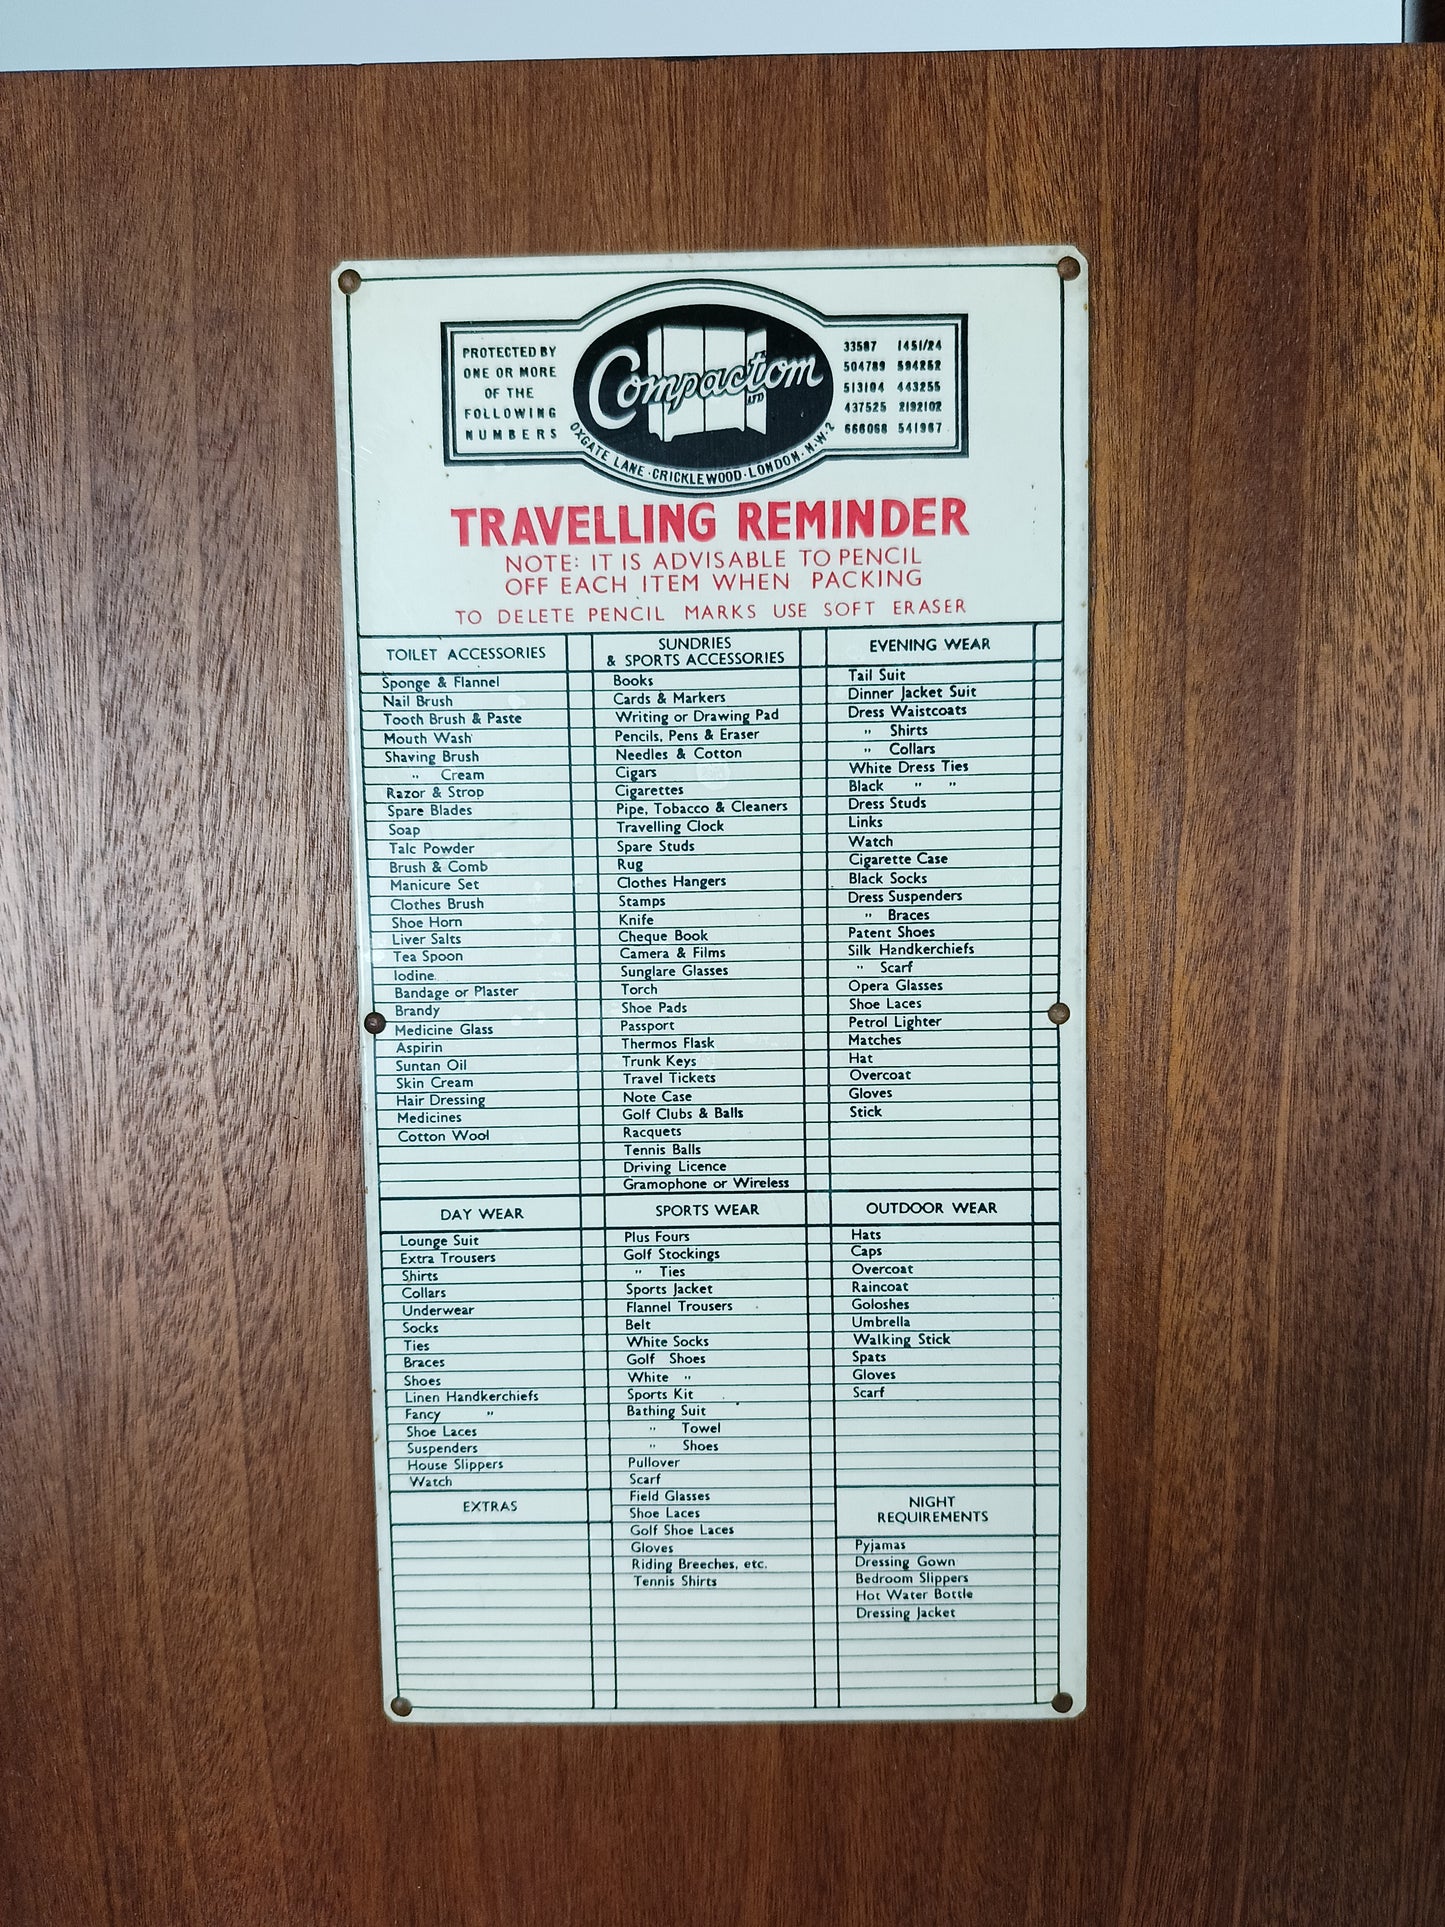 PROTECTED BY
ONE OR MORE
OF THE
FOLLOWING
NUMBERS
Compactom
LTD
OXGATE LANE · CRICKLEWOOD · LONDON · N·W·2
33587 1451/24
504789 594252
513104 443255
437525 2192102
668068 541967
TRAVELLING REMINDER
NOTE: IT IS ADVISABLE TO PENCIL
OFF EACH ITEM WHEN PACKING
TO DELETE PENCIL MARKS USE SOFT ERASER
TOILET ACCESSORIES
Sponge & Flannel
Nail Brush
Tooth Brush & Paste
Mouth Wash
Shaving Brush
" Cream
Razor & Strop
Spare Blades
Soap
Talc Powder
Brush & Comb
Manicure Set
Clothes Brush
Shoe Horn
Liver Salts
Tea Spoon
Iodine
Bandage or Plaster
Brandy
Medicine Glass
Aspirin
Suntan Oil
Skin Cream
Hair Dressing
Medicines
Cotton Wool
SUNDRIES
& SPORTS ACCESSORIES
Books
Cards & Markers
Writing or Drawing Pad
Pencils, Pens & Eraser
Needles & Cotton
Cigars
Cigarettes
Pipe, Tobacco & Cleaners
Travelling Clock
Spare Studs
Rug
Clothes Hangers
Stamps
Knife
Cheque Book
Camera & Films
Sunglare Glasses
Torch
Shoe Pads
Passport
Thermos Flask
Trunk Keys
Travel Tickets
Note Case
Golf Clubs & Balls
Racquets
Tennis Balls
Driving Licence
Gramophone or Wireless
EVENING WEAR
Tail Suit
Dinner Jacket Suit
Dress Waistcoats
" Shirts
" Collars
White Dress Ties
Black " "
Dress Studs
Links
Watch
Cigarette Case
Black Socks
Dress Suspenders
" Braces
Patent Shoes
Silk Handkerchiefs
" Scarf
Opera Glasses
Shoe Laces
Petrol Lighter
Matches
Hat
Overcoat
Gloves
Stick
DAY WEAR
Lounge Suit
Extra Trousers
Shirts
Collars
Underwear
Socks
Ties
Braces
Shoes
Linen Handkerchiefs
Fancy "
Shoe Laces
Suspenders
House Slippers
Watch
EXTRAS
SPORTS WEAR
Plus Fours
Golf Stockings
" Ties
Sports Jacket
Flannel Trousers
Belt
White Socks
Golf Shoes
White "
Sports Kit
Bathing Suit
" Towel
" Shoes
Pullover
Scarf
Field Glasses
Shoe Laces
Golf Shoe Laces
Gloves
Riding Breeches, etc.
Tennis Shirts
OUTDOOR WEAR
Hats
Caps
Overcoat
Raincoat
Goloshes
Umbrella
Walking Stick
Spats
Gloves
Scarf
NIGHT
REQUIREMENTS
Pyjamas
Dressing Gown
Bedroom Slippers
Hot Water Bottle
Dressing Jacket